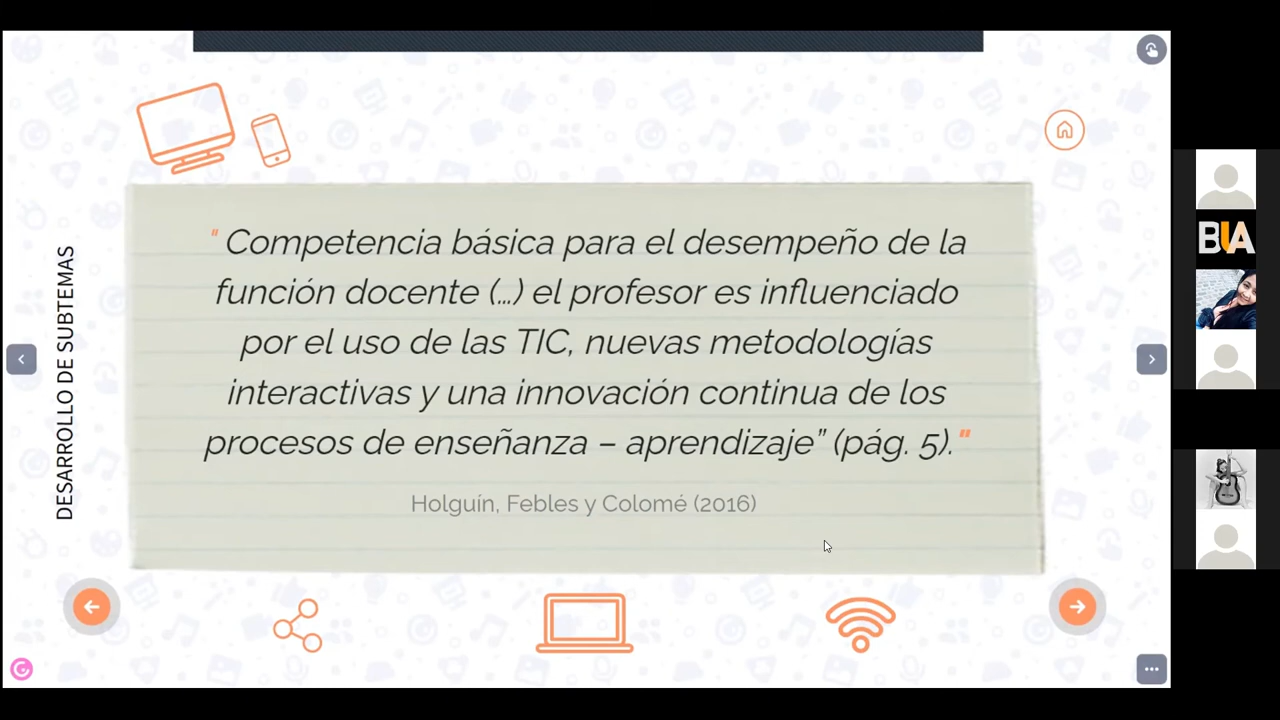 DESARROLLO DE SUBTEMAS
" Competencia básica para el desempeño de la
función docente (...) el profesor es influenciado
por el uso de las TIC, nuevas metodologías
interactivas y una innovación continua de los
procesos de enseñanza – aprendizaje” (pág. 5)."
Holguín, Febles y Colomé (2016)
BUA